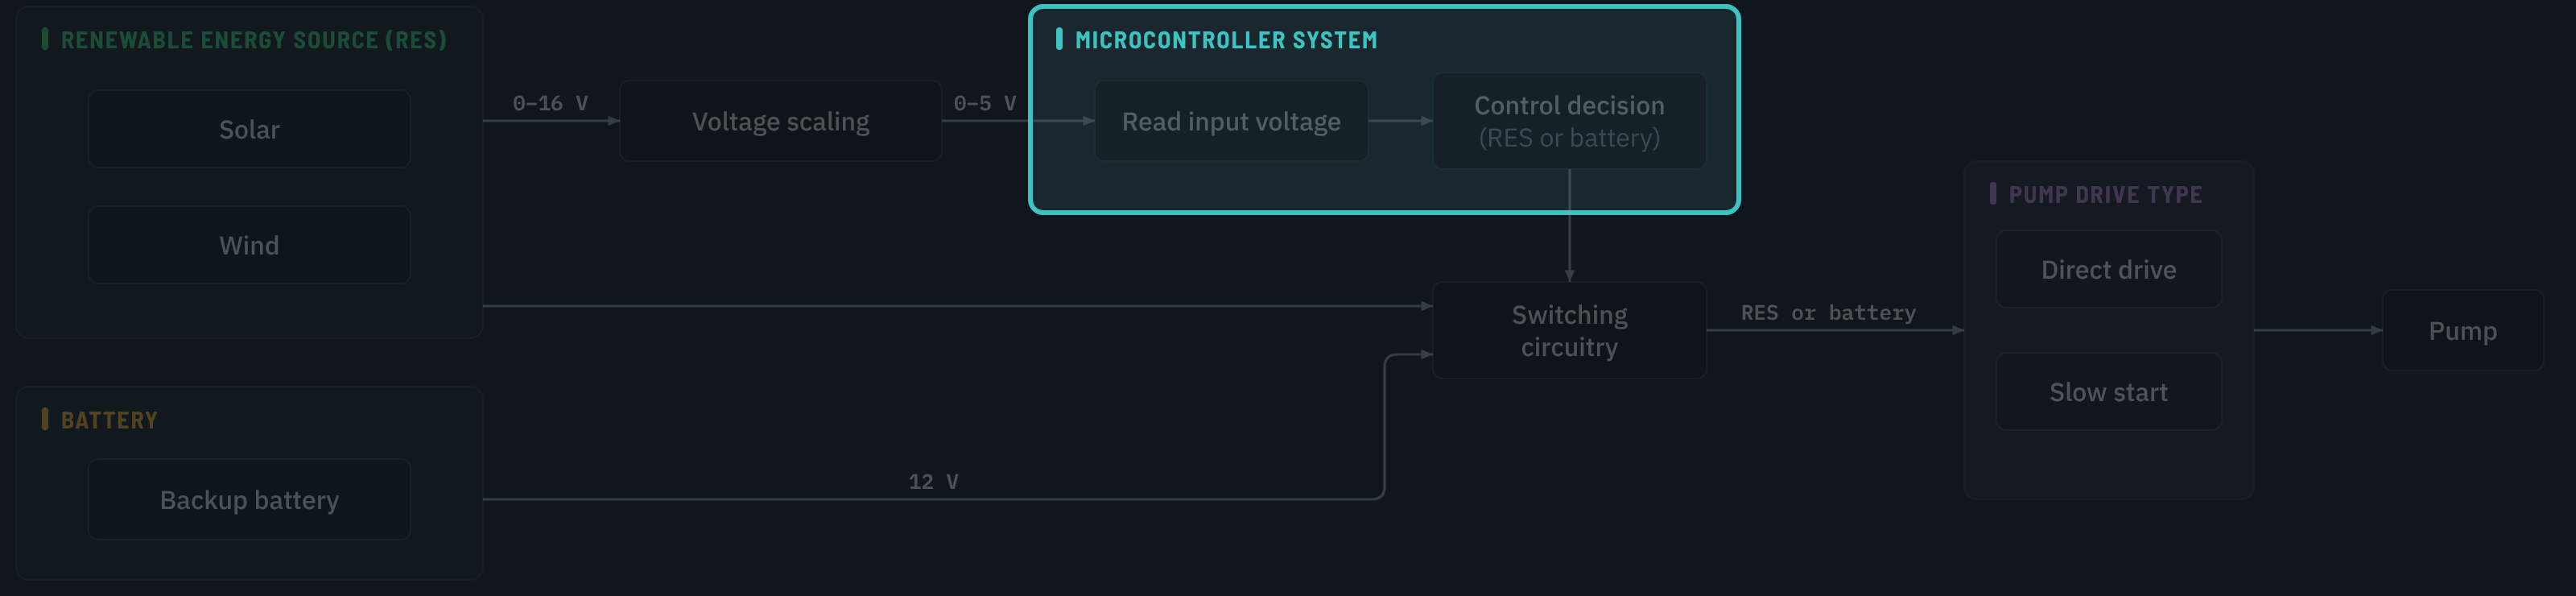 RENEWABLE ENERGY SOURCE (RES)
Solar
Wind
0–16 V
Voltage scaling
0–5 V
MICROCONTROLLER SYSTEM
Read input voltage
Control decision
(RES or battery)
BATTERY
Backup battery
12 V
Switching
circuitry
RES or battery
PUMP DRIVE TYPE
Direct drive
Slow start
Pump